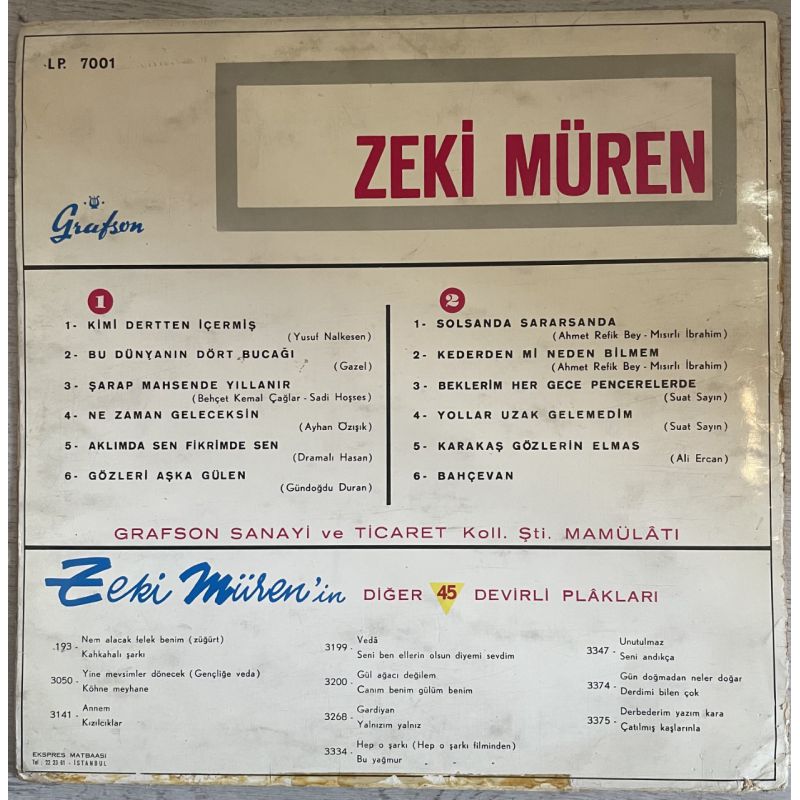 LP. 7001
ZEKİ MÜREN
Grafson
1
1- KİMİ DERTTEN İÇERMİŞ
(Yusuf Nalkesen)
2- BU DÜNYANIN DÖRT BUCAĞI
(Gazel)
3- ŞARAP MAHSENDE YILLANIR
(Behçet Kemal Çağlar - Sadi Hoşses)
4- NE ZAMAN GELECEKSİN
(Ayhan Özışık)
5- AKLIMDA SEN FİKRİMDE SEN
(Dramalı Hasan)
6- GÖZLERİ AŞKA GÜLEN
(Gündoğdu Duran)
2
1- SOLSANDA SARARSANDA
(Ahmet Refik Bey - Mısırlı İbrahim)
2- KEDERDEN Mİ NEDEN BİLMEM
(Ahmet Refik Bey - Mısırlı İbrahim)
3- BEKLERİM HER GECE PENCERELERDE
(Suat Sayın)
4- YOLLAR UZAK GELEMEDİM
(Suat Sayın)
5- KARAKAŞ GÖZLERİN ELMAS
(Ali Ercan)
6- BAHÇEVAN
GRAFSON SANAYİ ve TİCARET Koll. Şti. MAMÜLÂTI
Zeki Müren'in DİĞER 45 DEVİRLİ PLÂKLARI
193 - Nem alacak felek benim (züğürt)
Kahkahalı şarkı
3050 - Yine mevsimler dönecek (Gençliğe veda)
Köhne meyhane
3141 - Annem
Kızılcıklar
3199 - Vedâ
Seni ben ellerin olsun diyemi sevdim
3200 - Gül ağacı değilem
Canım benim gülüm benim
3268 - Gardiyan
Yalnızım yalnız
3334 - Hep o şarkı (Hep o şarkı filminden)
Bu yağmur
3347 - Unutulmaz
Seni andıkça
3374 - Gün doğmadan neler doğar
Derdimi bilen çok
3375 - Derbederim yazım kara
Çatılmış kaşlarınla
EKSPRES MATBAASI
Tel. 22 23 61 - İSTANBUL